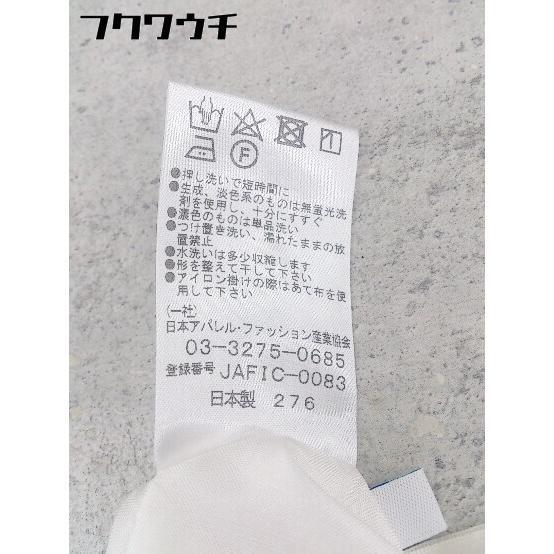 フクワウチ
F
●押し洗いで短時間に
●生成、淡色系のものは無蛍光洗
剤を使用し、十分にすすぐ
●濃色のものは単品洗い
●つけ置き洗い、濡れたままの放
置禁止
●水洗いは多少収縮します
●形を整えて干して下さい
●アイロン掛けの際はあて布を使
用して下さい
(一社)
日本アパレル・ファッション産業協会
03-3275-0685
登録番号 JAFIC-0083
日本製 276